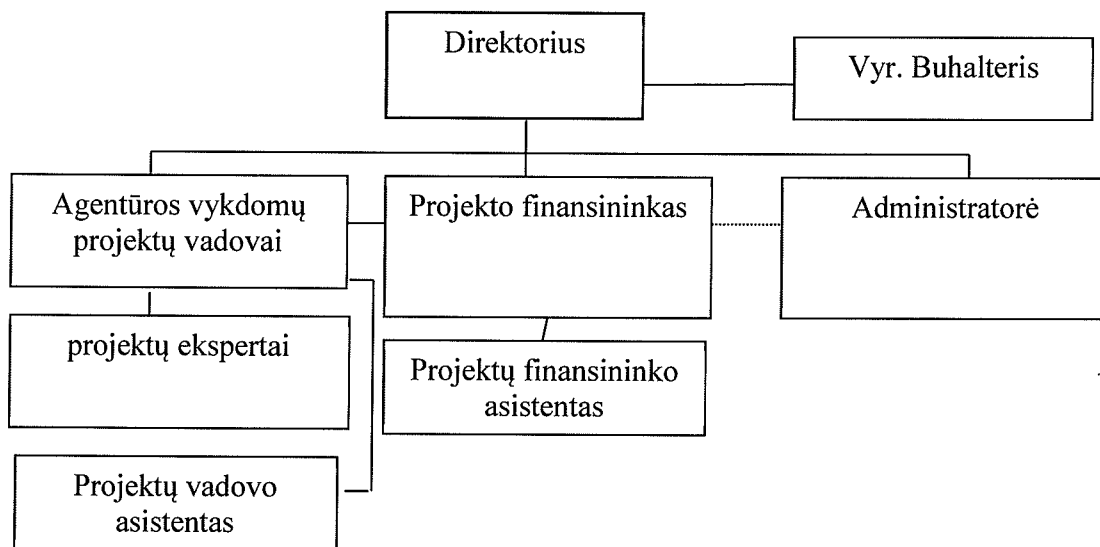 Direktorius
Vyr. Buhalteris
Agentūros vykdomų
projektų vadovai
Projekto finansininkas
Administratorė
projektų ekspertai
Projektų finansininko
asistentas
Projektų vadovo
asistentas